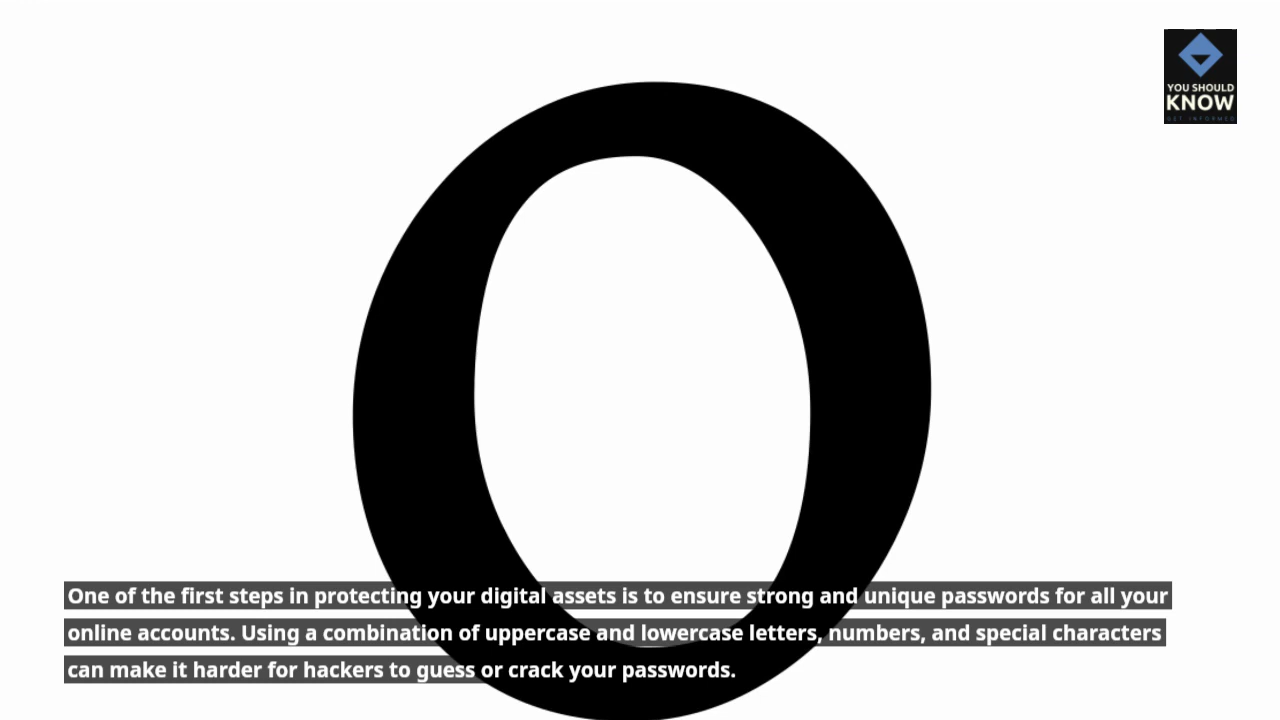 YOU SHOULD
KNOW
GET INFORMED
O
One of the first steps in protecting your digital assets is to ensure strong and unique passwords for all your
online accounts. Using a combination of uppercase and lowercase letters, numbers, and special characters
can make it harder for hackers to guess or crack your passwords.